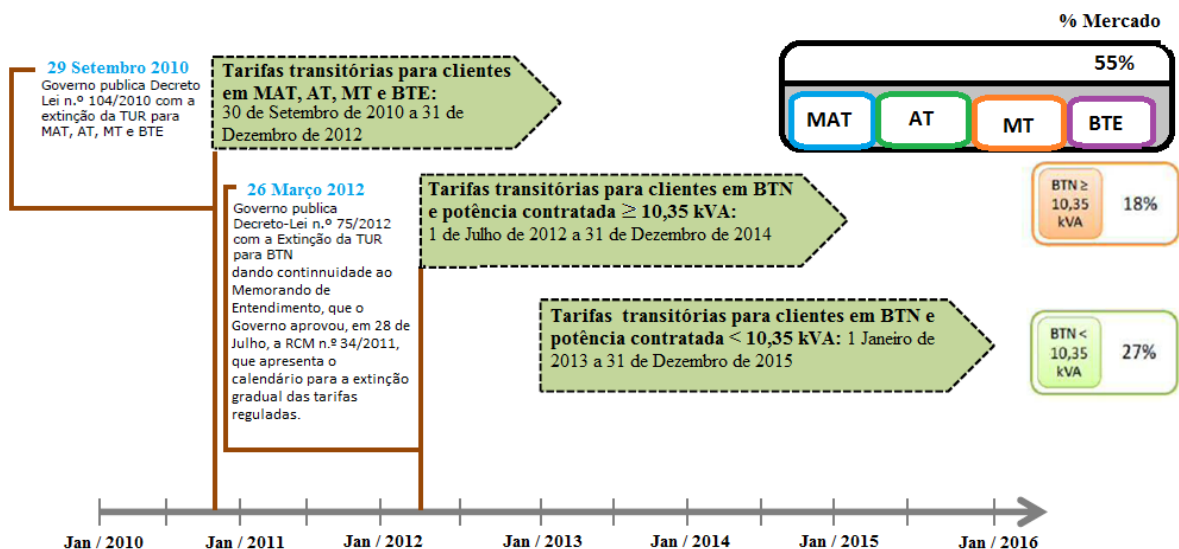 % Mercado
55%
MAT
AT
MT
BTE
29 Setembro 2010
Governo publica Decreto
Lei n.º 104/2010 com a
extinção da TUR para
MAT, AT, MT e BTE
Tarifas transitórias para clientes
em MAT, AT, MT e BTE:
30 de Setembro de 2010 a 31 de
Dezembro de 2012
26 Março 2012
Governo publica
Decreto-Lei n.º 75/2012
com a Extinção da TUR
para BTN
dando continnuidade ao
Memorando de
Entendimento, que o
Governo aprovou, em 28 de
Julho, a RCM n.º 34/2011,
que apresenta o
calendário para a extinção
gradual das tarifas
reguladas.
Tarifas transitórias para clientes em BTN
e potência contratada ≥ 10,35 kVA:
1 de Julho de 2012 a 31 de Dezembro de 2014
BTN ≥
10,35
kVA
18%
Tarifas transitórias para clientes em BTN e
potência contratada < 10,35 kVA: 1 Janeiro de
2013 a 31 de Dezembro de 2015
BTN <
10,35
kVA
27%
Jan / 2010
Jan / 2011
Jan / 2012
Jan / 2013
Jan / 2014
Jan / 2015
Jan / 2016